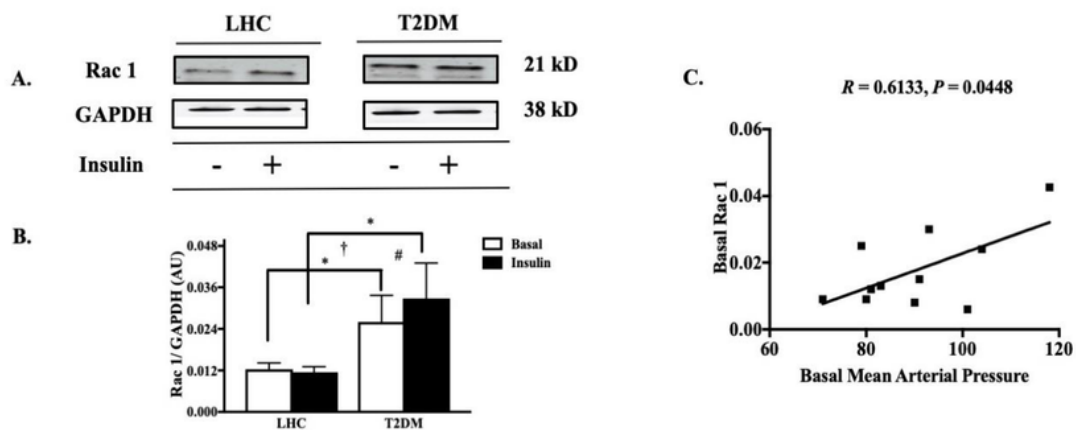 LHC T2DM
A. Rac 1 21 kD
GAPDH 38 kD
Insulin - + - +
B.
Rac 1/ GAPDH (AU)
0.048
0.036
0.024
0.012
0.000
* † * #
Basal
Insulin
LHC T2DM
C.
R = 0.6133, P = 0.0448
Basal Rac 1
0.06
0.04
0.02
0.00
60 80 100 120
Basal Mean Arterial Pressure